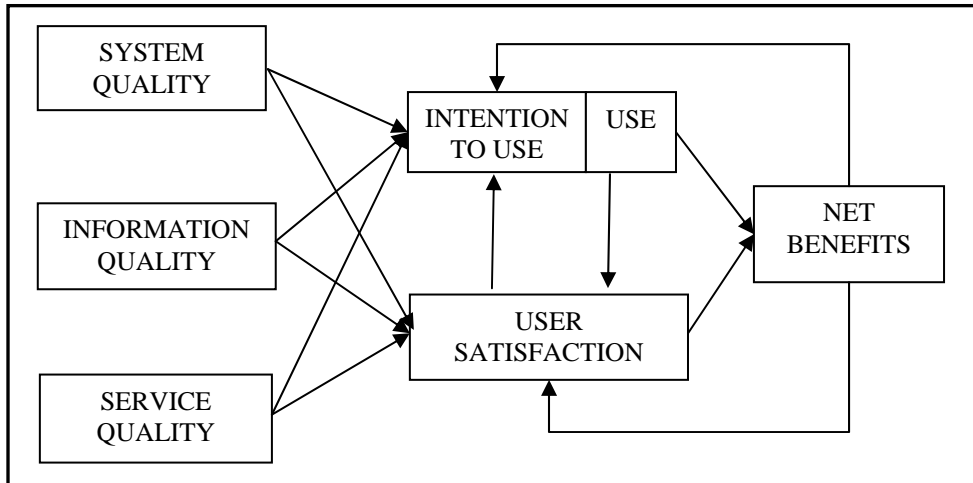 SYSTEM
QUALITY
INTENTION
TO USE
USE
INFORMATION
QUALITY
NET
BENEFITS
USER
SATISFACTION
SERVICE
QUALITY